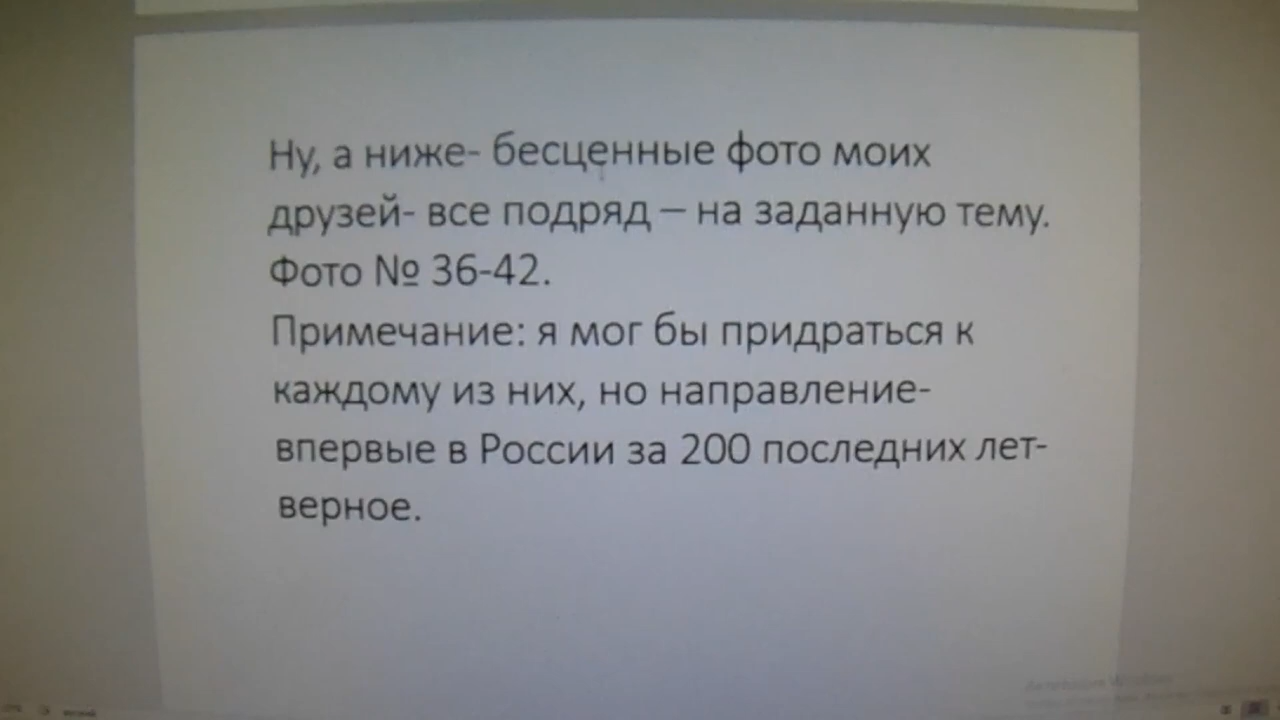 Ну, а ниже- бесценные фото моих
друзей- все подряд – на заданную тему.
Фото № 36-42.
Примечание: я мог бы придраться к
каждому из них, но направление-
впервые в России за 200 последних лет-
верное.